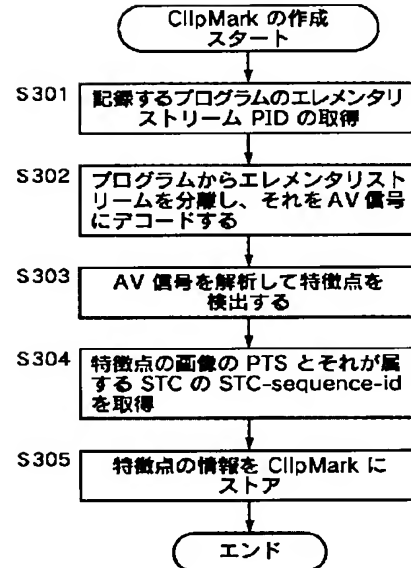 ClipMark の作成
スタート
S301
記録するプログラムのエレメンタリ
ストリーム PID の取得
S302
プログラムからエレメンタリスト
リームを分離し、それを AV 信号
にデコードする
S303
AV 信号を解析して特徴点を
検出する
S304
特徴点の画像の PTS とそれが属
する STC の STC-sequence-id
を取得
S305
特徴点の情報を ClipMark に
ストア
エンド